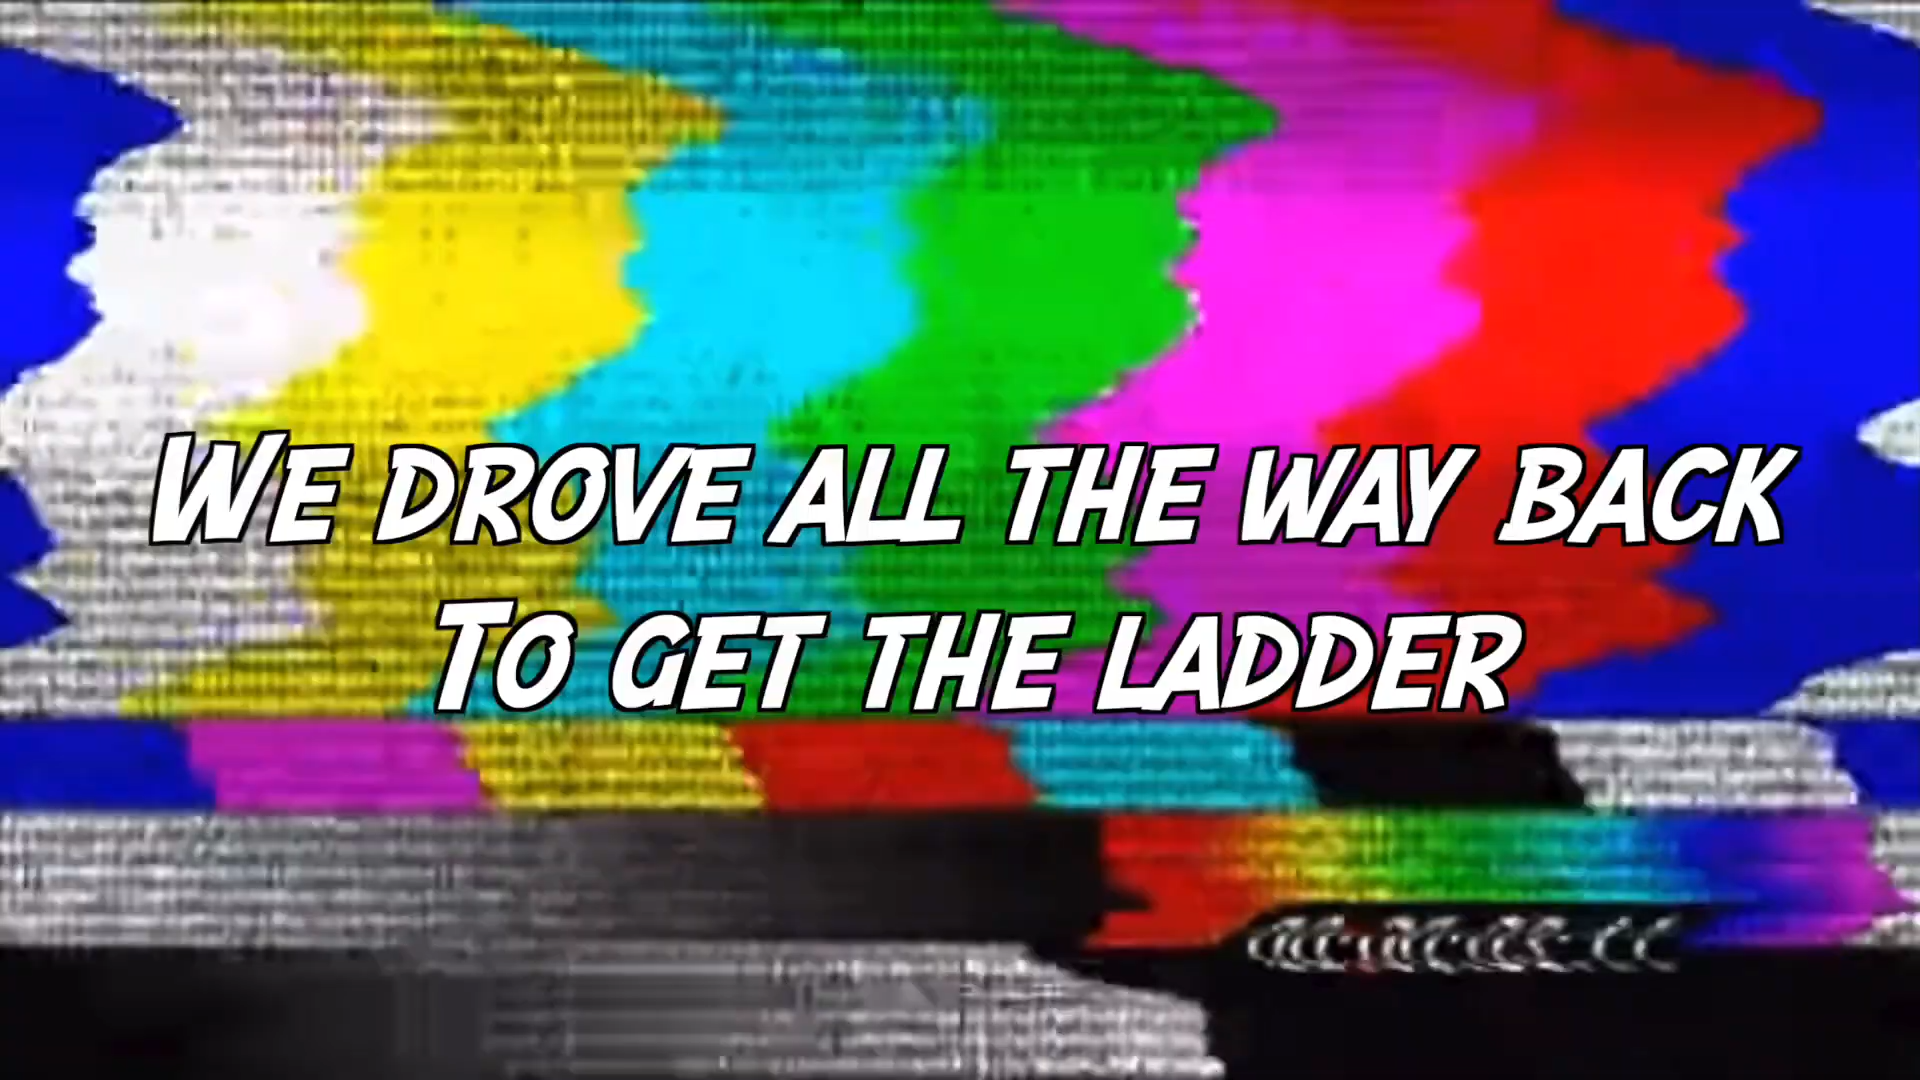 We drove all the way back
To get the ladder